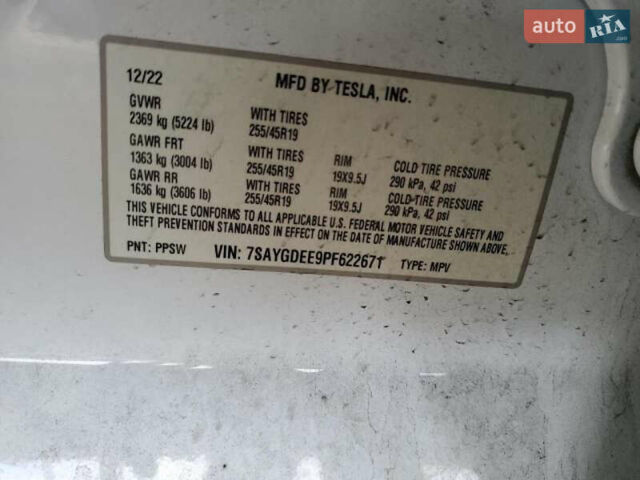 auto RIA .com
12/22 MFD BY TESLA, INC.
GVWR
2369 kg (5224 lb) WITH TIRES 255/45R19
GAWR FRT
1363 kg (3004 lb) WITH TIRES 255/45R19 RIM 19X9.5J COLD TIRE PRESSURE 290 kPa, 42 psi
GAWR RR
1636 kg (3606 lb) WITH TIRES 255/45R19 RIM 19X9.5J COLD TIRE PRESSURE 290 kPa, 42 psi
THIS VEHICLE CONFORMS TO ALL APPLICABLE U.S. FEDERAL MOTOR VEHICLE SAFETY AND
THEFT PREVENTION STANDARDS IN EFFECT ON THE DATE OF MANUFACTURE SHOWN ABOVE.
PNT: PPSW VIN: 7SAYGDEE9PF622671 TYPE: MPV